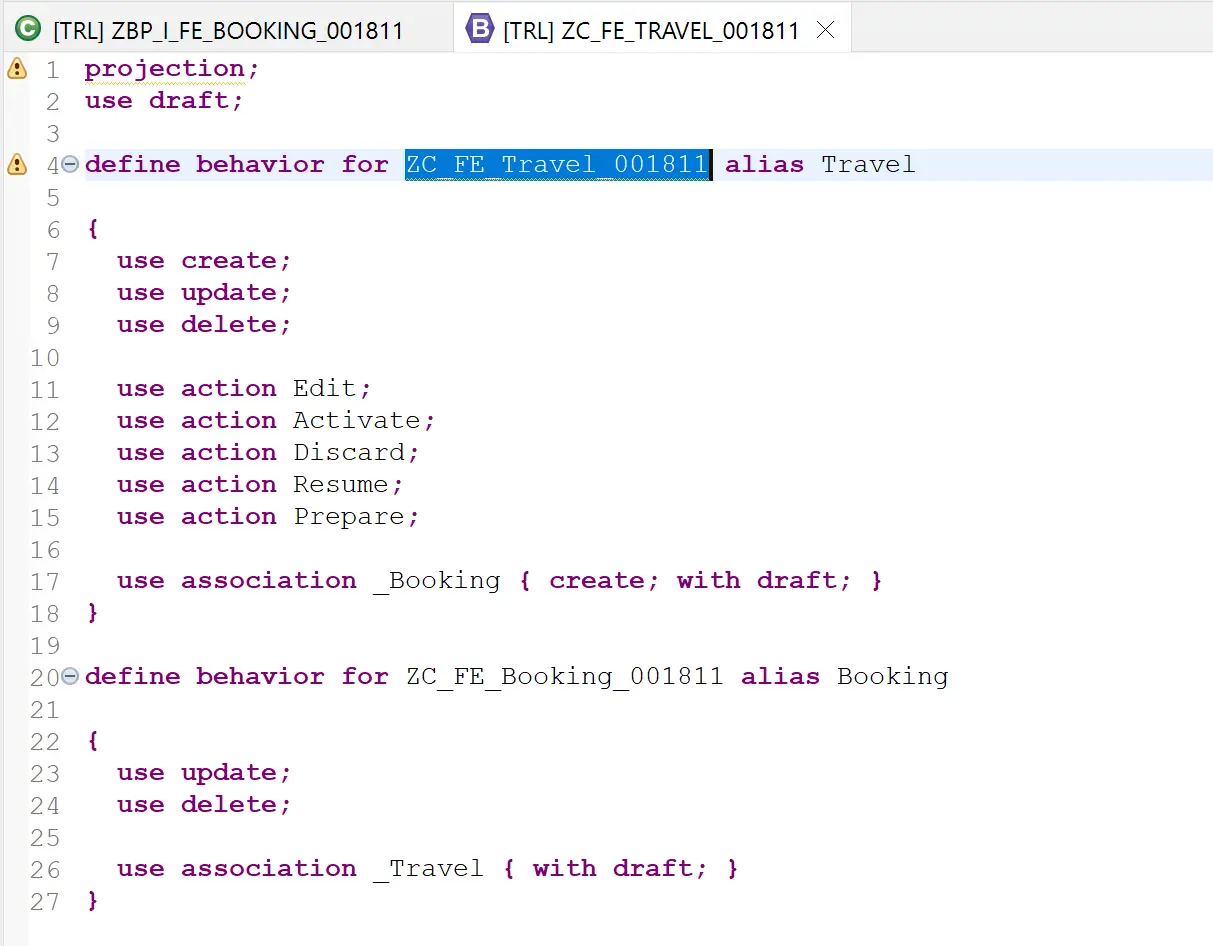 [TRL] ZBP_I_FE_BOOKING_001811 [TRL] ZC_FE_TRAVEL_001811
1 projection;
2 use draft;
3
4 define behavior for ZC_FE_Travel_001811 alias Travel
5
6 {
7 use create;
8 use update;
9 use delete;
10
11 use action Edit;
12 use action Activate;
13 use action Discard;
14 use action Resume;
15 use action Prepare;
16
17 use association _Booking { create; with draft; }
18 }
19
20 define behavior for ZC_FE_Booking_001811 alias Booking
21
22 {
23 use update;
24 use delete;
25
26 use association _Travel { with draft; }
27 }